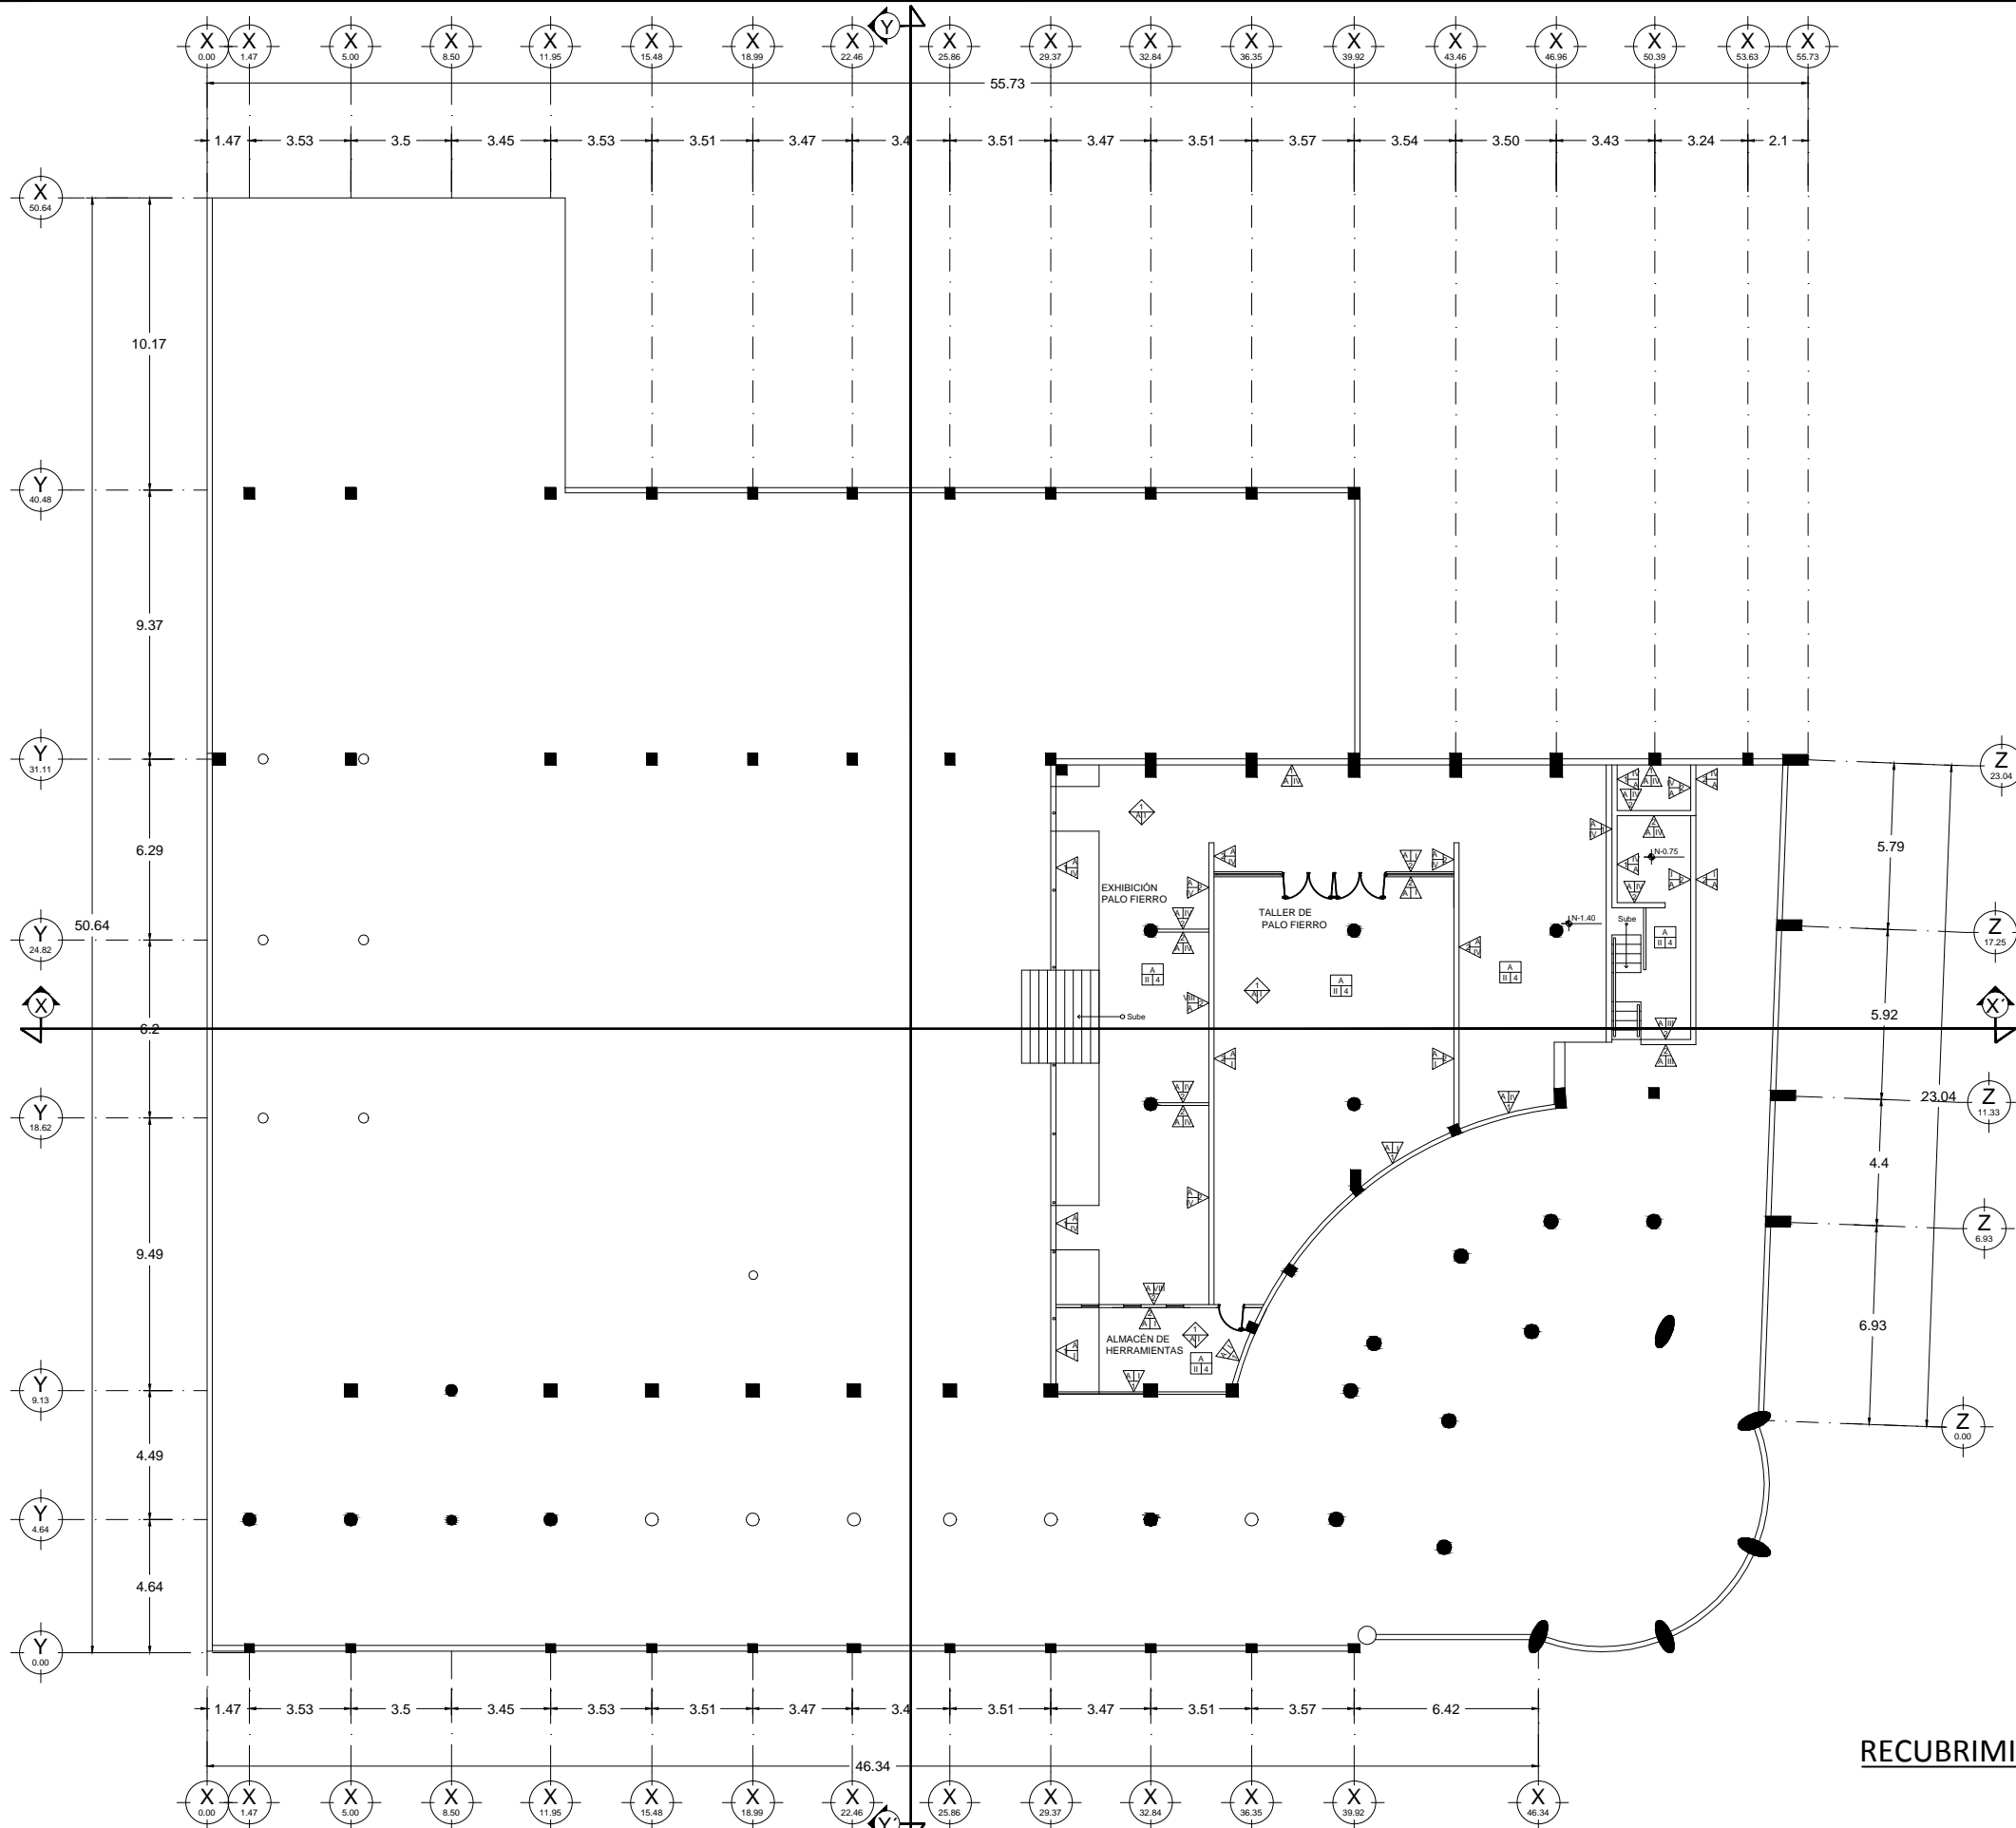 Y
X X X X X X X X X X X X X X X X X
0.00 1.47 5.00 8.50 11.95 15.48 18.99 22.46 25.86 29.37 32.84 36.35 39.92 43.46 46.96 50.39 53.63 55.73
55.73
1.47 3.53 3.5 3.45 3.53 3.51 3.47 3.4 3.51 3.47 3.51 3.57 3.54 3.50 3.43 3.24 2.1
X
50.64
10.17
Y
40.48
9.37
Y
31.11
Z
23.04
6.29
5.79
N-0.75
EXHIBICIÓN
PALO FIERRO
TALLER DE
PALO FIERRO
N-1.40
Sube
50.64
Y
24.82
Z
17.25
A
II 4
A
II 4
A
II 4
A
II 4
X
X´
6.2
Sube
5.92
23.04
Z
11.33
Y
18.62
4.4
Z
6.93
9.49
6.93
ALMACÉN DE
HERRAMIENTAS
A
II 4
Y
9.13
Z
0.00
4.49
Y
4.64
4.64
Y
0.00
1.47 3.53 3.5 3.45 3.53 3.51 3.47 3.4 3.51 3.47 3.51 3.57 6.42
46.34
RECUBRIMI
X X X X X X X X X X X X X X
0.00 1.47 5.00 8.50 11.95 15.48 18.99 22.46 25.86 29.37 32.84 36.35 39.92 46.34
Y´